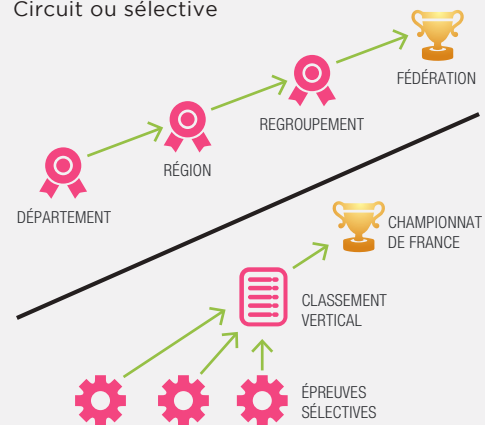 Circuit ou sélective
FÉDÉRATION
REGROUPEMENT
RÉGION
DÉPARTEMENT
CHAMPIONNAT
DE FRANCE
CLASSEMENT
VERTICAL
ÉPREUVES
SÉLECTIVES